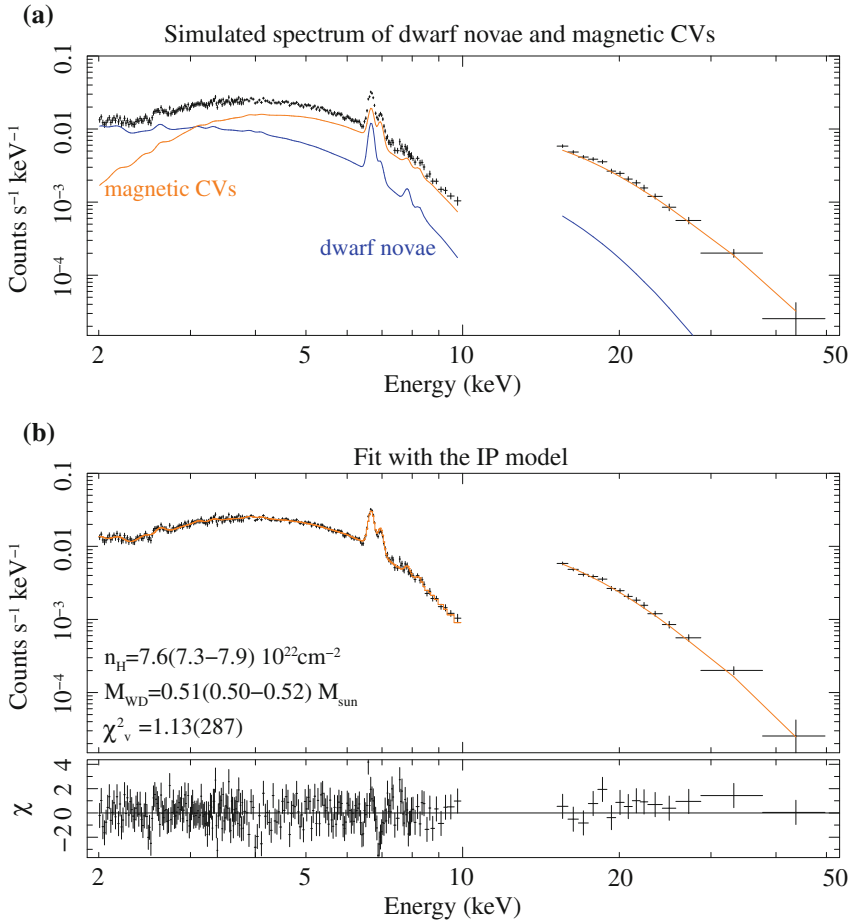 (a)
Simulated spectrum of dwarf novae and magnetic CVs
Counts s⁻¹ keV⁻¹
0.1
0.01
10⁻³
10⁻⁴
magnetic CVs
dwarf novae
2 5 10 20 50
Energy (keV)
(b)
Fit with the IP model
Counts s⁻¹ keV⁻¹
0.1
0.01
10⁻³
10⁻⁴
n_H=7.6(7.3−7.9) 10²²cm⁻²
M_WD=0.51(0.50−0.52) M_sun
χ²_ν =1.13(287)
χ
4
2
0
−2
2 5 10 20 50
Energy (keV)